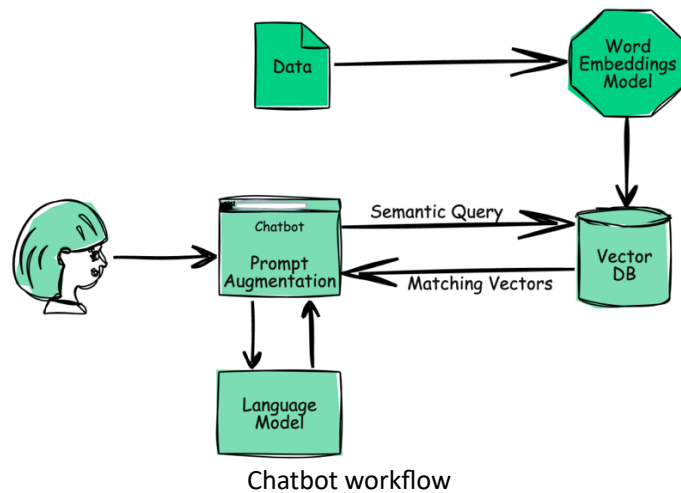 Data
Word
Embeddings
Model
Semantic Query
Chatbot
Prompt
Augmentation
Vector
DB
Matching Vectors
Language
Model
Chatbot workflow